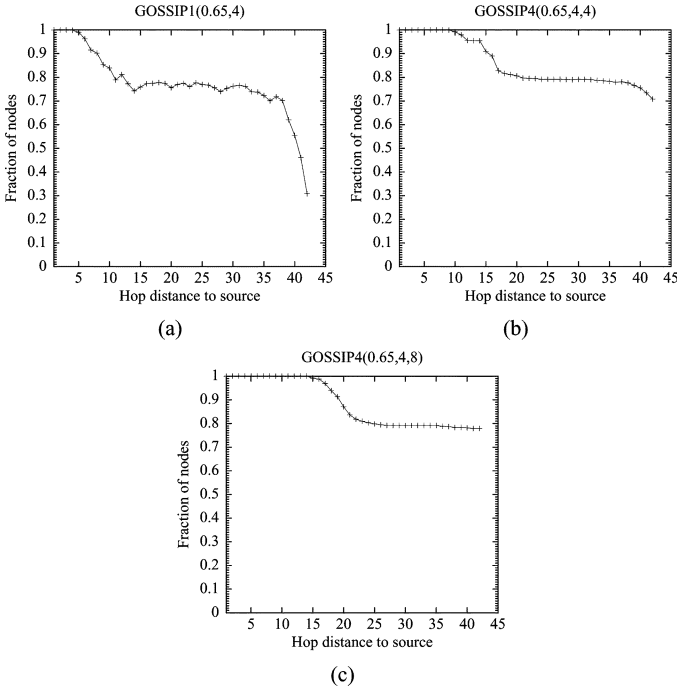 GOSSIP1(0.65,4)
1
0.9
0.8
0.7
0.6
0.5
0.4
0.3
0.2
0.1
0
Fraction of nodes
5 10 15 20 25 30 35 40 45
Hop distance to source
(a)
GOSSIP4(0.65,4,4)
1
0.9
0.8
0.7
0.6
0.5
0.4
0.3
0.2
0.1
0
Fraction of nodes
5 10 15 20 25 30 35 40 45
Hop distance to source
(b)
GOSSIP4(0.65,4,8)
1
0.9
0.8
0.7
0.6
0.5
0.4
0.3
0.2
0.1
0
Fraction of nodes
5 10 15 20 25 30 35 40 45
Hop distance to source
(c)